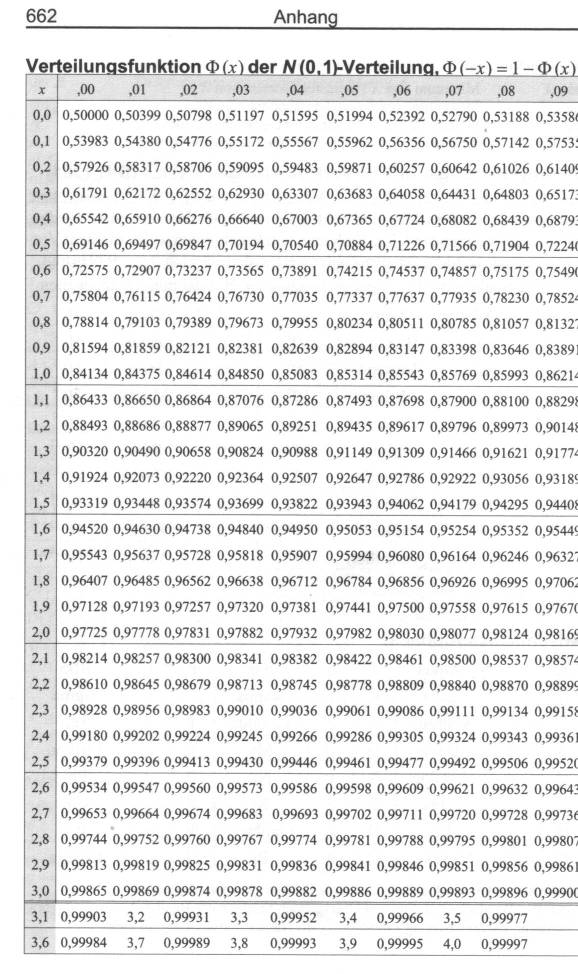 662 Anhang
Verteilungsfunktion Φ(x) der N(0,1)-Verteilung, Φ(−x) = 1 − Φ(x)
x ,00 ,01 ,02 ,03 ,04 ,05 ,06 ,07 ,08 ,09
0,0 0,50000 0,50399 0,50798 0,51197 0,51595 0,51994 0,52392 0,52790 0,53188 0,53586
0,1 0,53983 0,54380 0,54776 0,55172 0,55567 0,55962 0,56356 0,56750 0,57142 0,57535
0,2 0,57926 0,58317 0,58706 0,59095 0,59483 0,59871 0,60257 0,60642 0,61026 0,61409
0,3 0,61791 0,62172 0,62552 0,62930 0,63307 0,63683 0,64058 0,64431 0,64803 0,65173
0,4 0,65542 0,65910 0,66276 0,66640 0,67003 0,67365 0,67724 0,68082 0,68439 0,68793
0,5 0,69146 0,69497 0,69847 0,70194 0,70540 0,70884 0,71226 0,71566 0,71904 0,72240
0,6 0,72575 0,72907 0,73237 0,73565 0,73891 0,74215 0,74537 0,74857 0,75175 0,75490
0,7 0,75804 0,76115 0,76424 0,76730 0,77035 0,77337 0,77637 0,77935 0,78230 0,78524
0,8 0,78814 0,79103 0,79389 0,79673 0,79955 0,80234 0,80511 0,80785 0,81057 0,81327
0,9 0,81594 0,81859 0,82121 0,82381 0,82639 0,82894 0,83147 0,83398 0,83646 0,83891
1,0 0,84134 0,84375 0,84614 0,84850 0,85083 0,85314 0,85543 0,85769 0,85993 0,86214
1,1 0,86433 0,86650 0,86864 0,87076 0,87286 0,87493 0,87698 0,87900 0,88100 0,88298
1,2 0,88493 0,88686 0,88877 0,89065 0,89251 0,89435 0,89617 0,89796 0,89973 0,90148
1,3 0,90320 0,90490 0,90658 0,90824 0,90988 0,91149 0,91309 0,91466 0,91621 0,91774
1,4 0,91924 0,92073 0,92220 0,92364 0,92507 0,92647 0,92786 0,92922 0,93056 0,93189
1,5 0,93319 0,93448 0,93574 0,93699 0,93822 0,93943 0,94062 0,94179 0,94295 0,94408
1,6 0,94520 0,94630 0,94738 0,94840 0,94950 0,95053 0,95154 0,95254 0,95352 0,95449
1,7 0,95543 0,95637 0,95728 0,95818 0,95907 0,95994 0,96080 0,96164 0,96246 0,96327
1,8 0,96407 0,96485 0,96562 0,96638 0,96712 0,96784 0,96856 0,96926 0,96995 0,97062
1,9 0,97128 0,97193 0,97257 0,97320 0,97381 0,97441 0,97500 0,97558 0,97615 0,97670
2,0 0,97725 0,97778 0,97831 0,97882 0,97932 0,97982 0,98030 0,98077 0,98124 0,98169
2,1 0,98214 0,98257 0,98300 0,98341 0,98382 0,98422 0,98461 0,98500 0,98537 0,98574
2,2 0,98610 0,98645 0,98679 0,98713 0,98745 0,98778 0,98809 0,98840 0,98870 0,98899
2,3 0,98928 0,98956 0,98983 0,99010 0,99036 0,99061 0,99086 0,99111 0,99134 0,99158
2,4 0,99180 0,99202 0,99224 0,99245 0,99266 0,99286 0,99305 0,99324 0,99343 0,99361
2,5 0,99379 0,99396 0,99413 0,99430 0,99446 0,99461 0,99477 0,99492 0,99506 0,99520
2,6 0,99534 0,99547 0,99560 0,99573 0,99586 0,99598 0,99609 0,99621 0,99632 0,99643
2,7 0,99653 0,99664 0,99674 0,99683 0,99693 0,99702 0,99711 0,99720 0,99728 0,99736
2,8 0,99744 0,99752 0,99760 0,99767 0,99774 0,99781 0,99788 0,99795 0,99801 0,99807
2,9 0,99813 0,99819 0,99825 0,99831 0,99836 0,99841 0,99846 0,99851 0,99856 0,99861
3,0 0,99865 0,99869 0,99874 0,99878 0,99882 0,99886 0,99889 0,99893 0,99896 0,99900
3,1 0,99903 3,2 0,99931 3,3 0,99952 3,4 0,99966 3,5 0,99977
3,6 0,99984 3,7 0,99989 3,8 0,99993 3,9 0,99995 4,0 0,99997